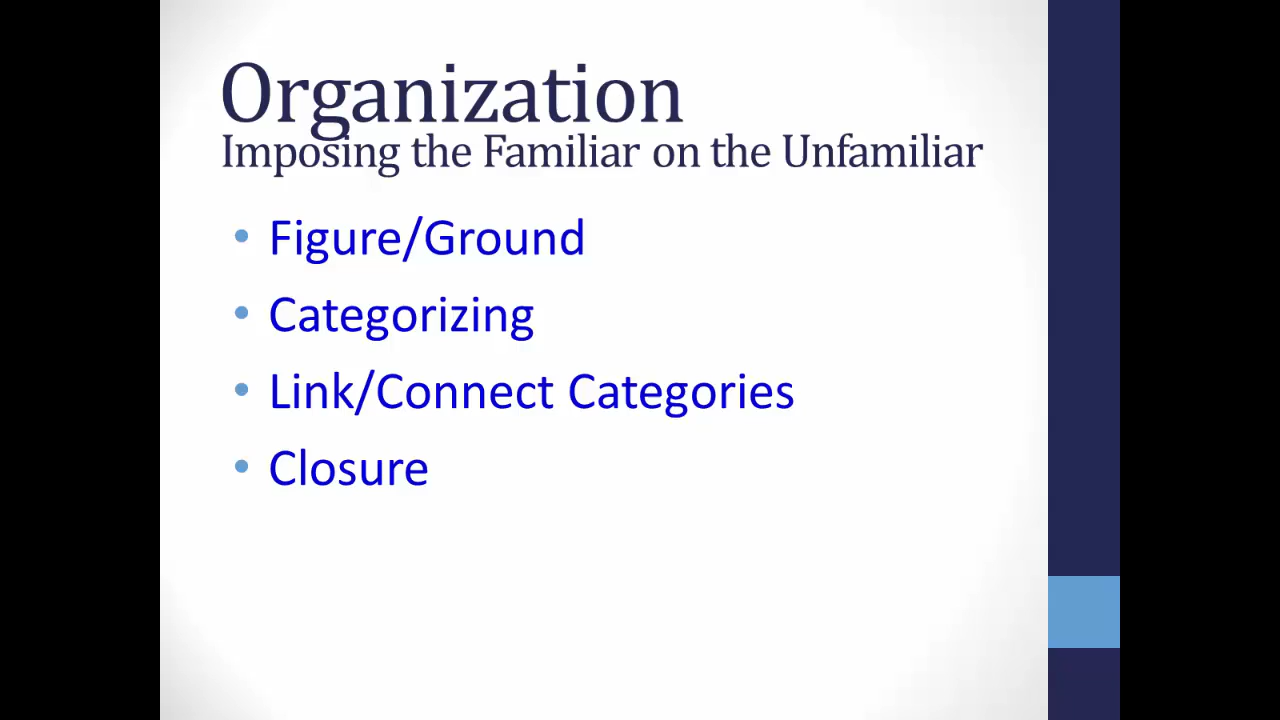 Organization
Imposing the Familiar on the Unfamiliar
• Figure/Ground
• Categorizing
• Link/Connect Categories
• Closure